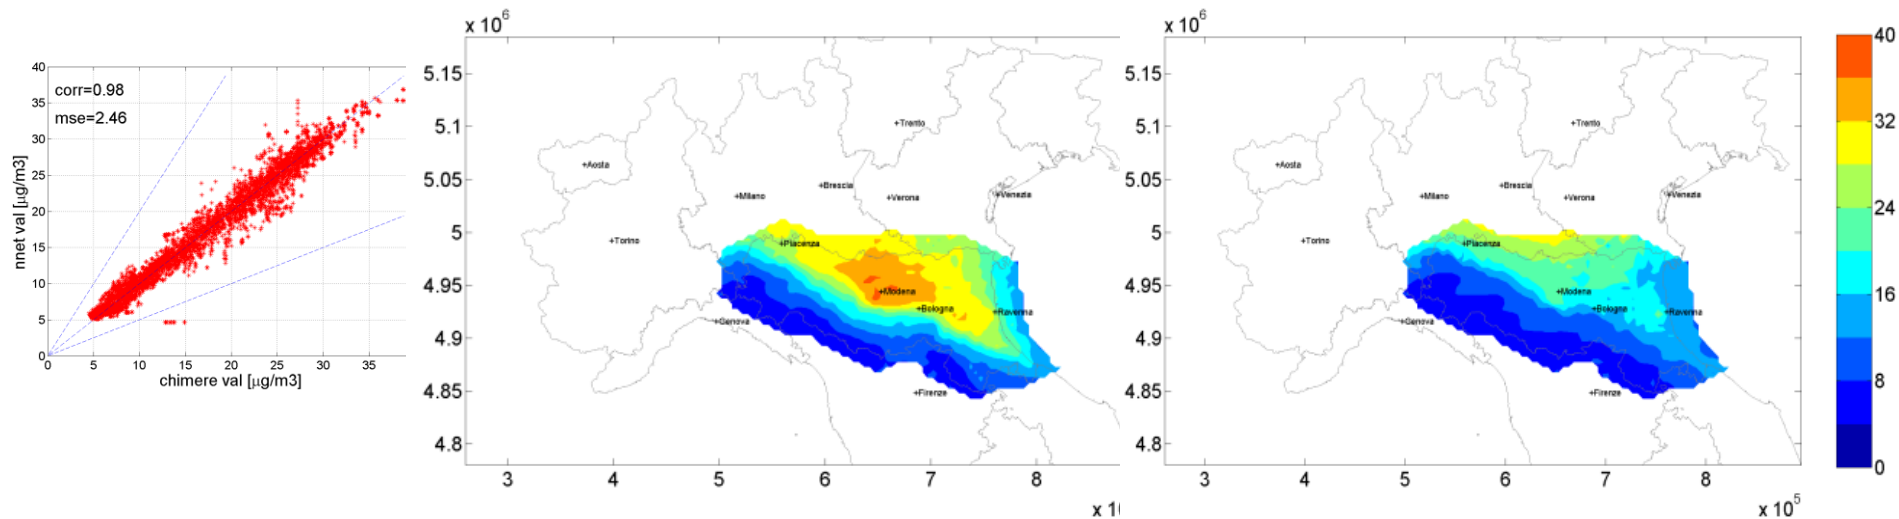 corr=0.98
mse=2.46
40
35
30
25
20
15
10
5
0
nnet val [μg/m3]
0 5 10 15 20 25 30 35
chimere val [μg/m3]
x 10^6
5.15
5.1
5.05
5
4.95
4.9
4.85
4.8
+Trento
+Aosta
+Brescia
+Milano
+Verona
+Venezia
+Torino
+Piacenza
+Modena
+Bologna
+Ravenna
+Genova
+Firenze
3 4 5 6 7 8
x 1
x 10^6
5.15
5.1
5.05
5
4.95
4.9
4.85
4.8
+Trento
+Aosta
+Brescia
+Milano
+Verona
+Venezia
+Torino
+Piacenza
+Modena
+Bologna
+Ravenna
+Genova
+Firenze
3 4 5 6 7 8
x 10^5
40
32
24
16
8
0